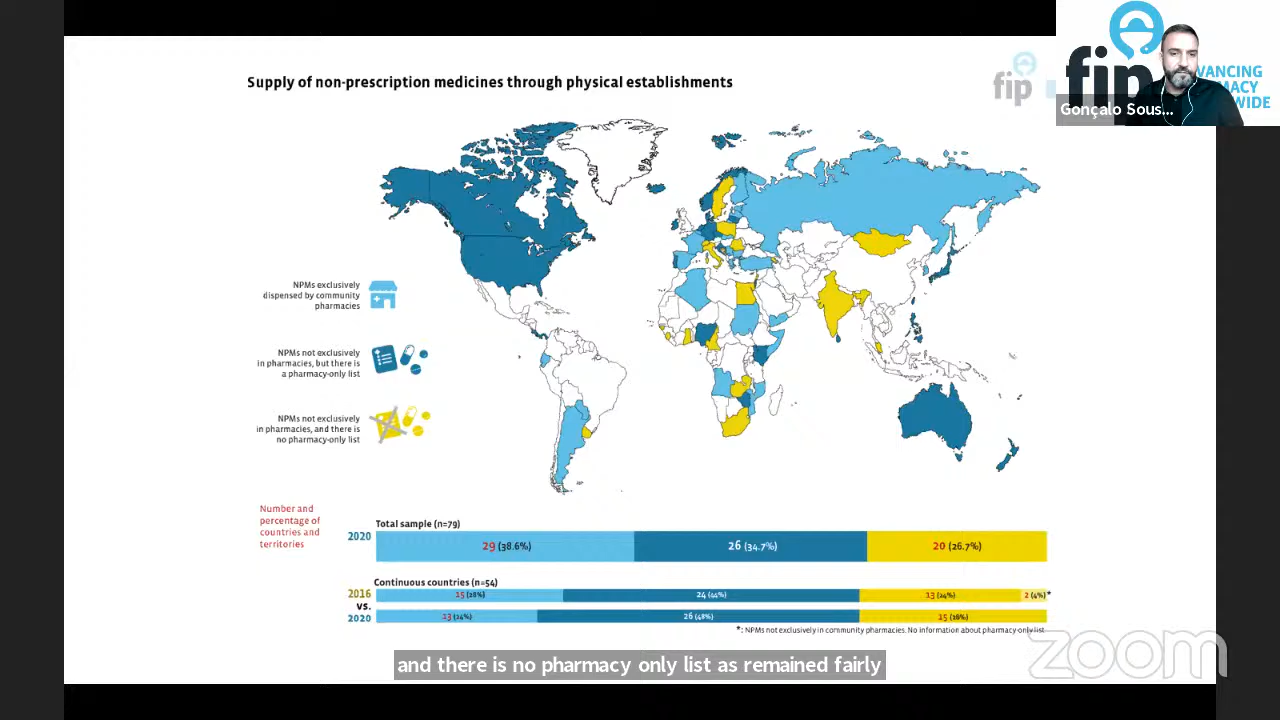 Supply of non-prescription medicines through physical establishments
fip
fip
VANCING
MACY
WIDE
Gonçalo Sous...
NPMs exclusively
dispensed by community
pharmacies
NPMs not exclusively
in pharmacies, but there is
a pharmacy-only list
NPMs not exclusively
in pharmacies, and there is
no pharmacy-only list
Number and
percentage of
countries and
territories
Total sample (n=79)
2020
29 (38.6%)
26 (34.7%)
20 (26.7%)
Continuous countries (n=54)
2016
15 (28%)
24 (44%)
13 (24%)
2 (4%)*
vs.
2020
13 (24%)
26 (48%)
15 (16%)
*: NPMs not exclusively in community pharmacies. No information about pharmacy-only list
zoom
and there is no pharmacy only list as remained fairly